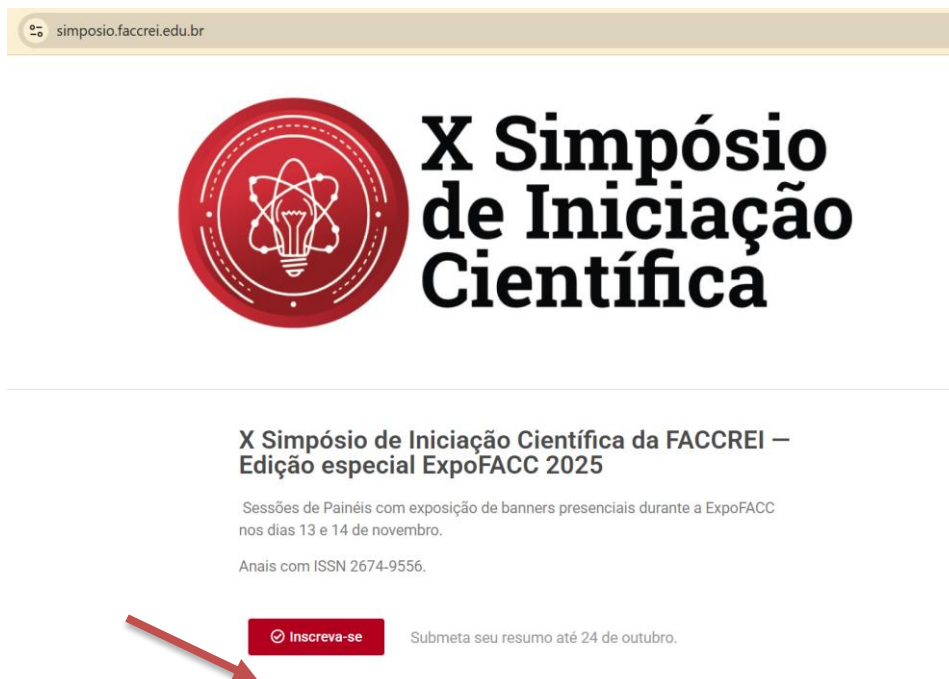 simposio.faccrei.edu.br
X Simpósio
de Iniciação
Científica
X Simpósio de Iniciação Científica da FACCREI —
Edição especial ExpoFACC 2025
Sessões de Painéis com exposição de banners presenciais durante a ExpoFACC
nos dias 13 e 14 de novembro.
Anais com ISSN 2674-9556.
Inscreva-se
Submeta seu resumo até 24 de outubro.